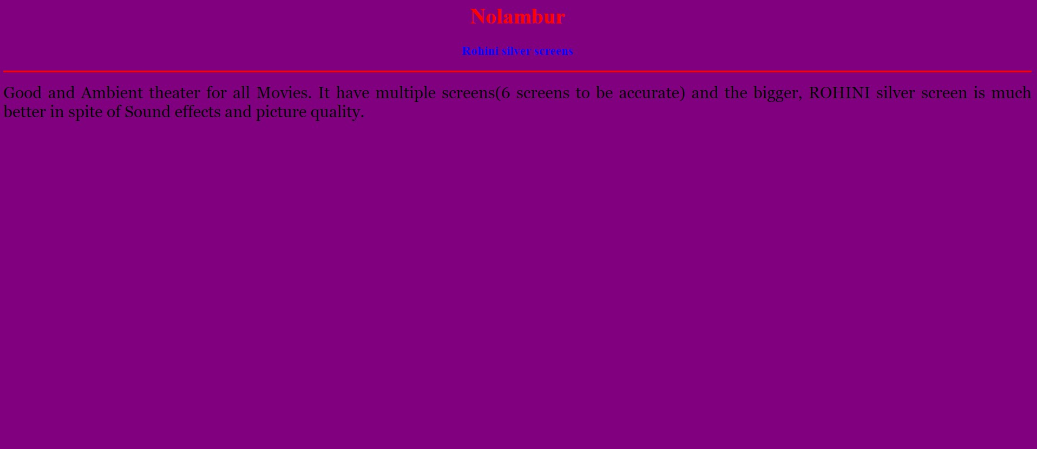 Nolambur
Rohini silver screens
Good and Ambient theater for all Movies. It have multiple screens(6 screens to be accurate) and the bigger, ROHINI silver screen is much
better in spite of Sound effects and picture quality.